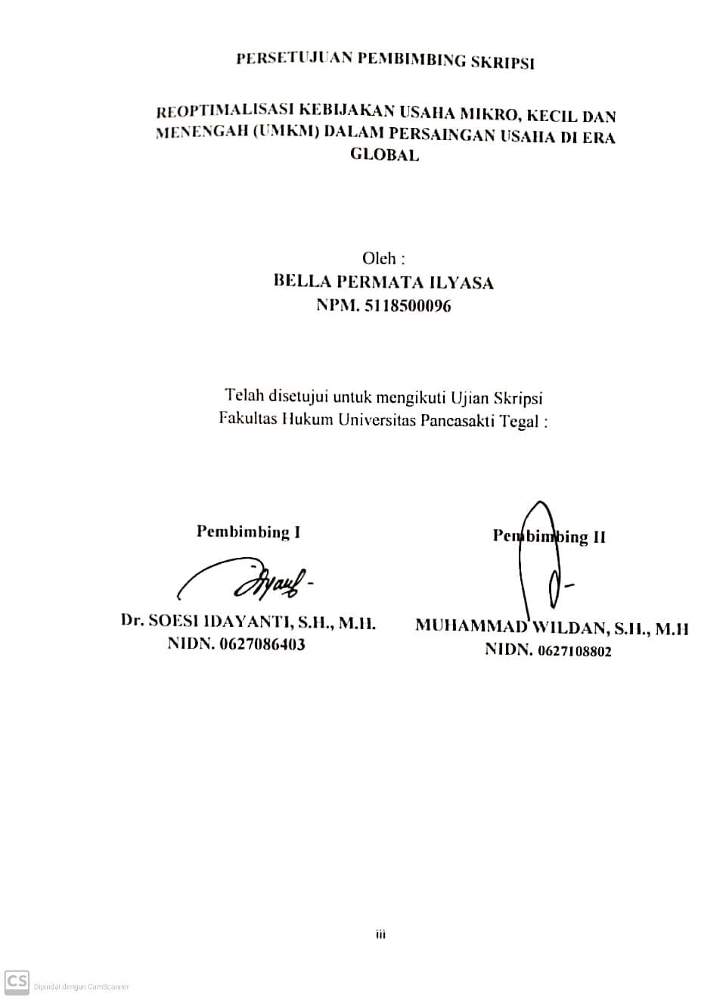 PERSETUJUAN PEMBIMBING SKRIPSI
REOPTIMALISASI KEBIJAKAN USAHA MIKRO, KECIL DAN
MENENGAH (UMKM) DALAM PERSAINGAN USAHA DI ERA
GLOBAL
Oleh :
BELLA PERMATA ILYASA
NPM. 5118500096
Telah disetujui untuk mengikuti Ujian Skripsi
Fakultas Hukum Universitas Pancasakti Tegal :
Pembimbing I
Dr. SOESI IDAYANTI, S.H., M.H.
NIDN. 0627086403
Pembimbing II
MUHAMMAD WILDAN, S.H., M.H
NIDN. 0627108802
iii
CS Dipindai dengan CamScanner